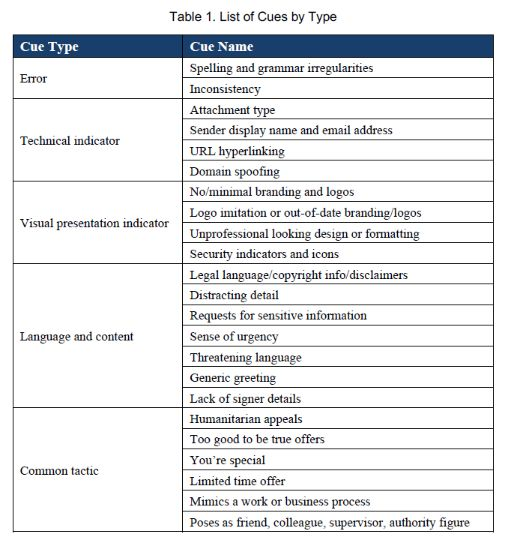 Table 1. List of Cues by Type
Cue Type Cue Name
Error
Spelling and grammar irregularities
Inconsistency
Technical indicator
Attachment type
Sender display name and email address
URL hyperlinking
Domain spoofing
Visual presentation indicator
No/minimal branding and logos
Logo imitation or out-of-date branding/logos
Unprofessional looking design or formatting
Security indicators and icons
Language and content
Legal language/copyright info/disclaimers
Distracting detail
Requests for sensitive information
Sense of urgency
Threatening language
Generic greeting
Lack of signer details
Common tactic
Humanitarian appeals
Too good to be true offers
You're special
Limited time offer
Mimics a work or business process
Poses as friend, colleague, supervisor, authority figure